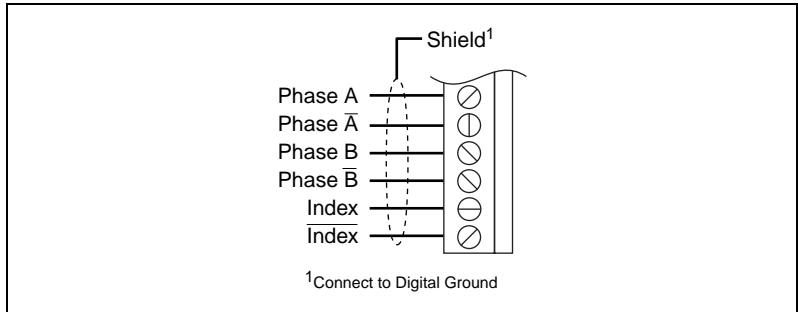 Shield¹
Phase A
Phase A̅
Phase B
Phase B̅
Index
I̅n̅d̅e̅x̅
¹Connect to Digital Ground